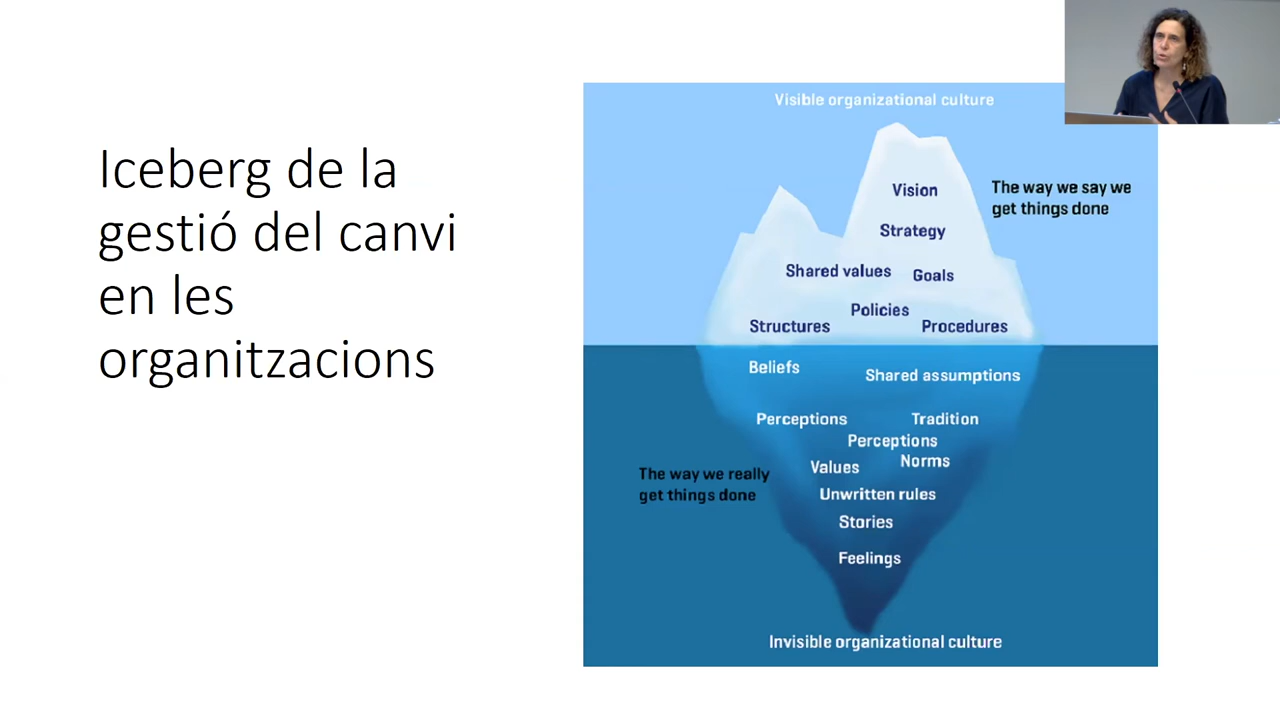 Iceberg de la
gestió del canvi
en les
organitzacions
Visible organizational culture
Vision
The way we say we
get things done
Strategy
Shared values
Goals
Policies
Structures
Procedures
Beliefs
Shared assumptions
Perceptions
Tradition
Perceptions
Values
Norms
The way we really
get things done
Unwritten rules
Stories
Feelings
Invisible organizational culture